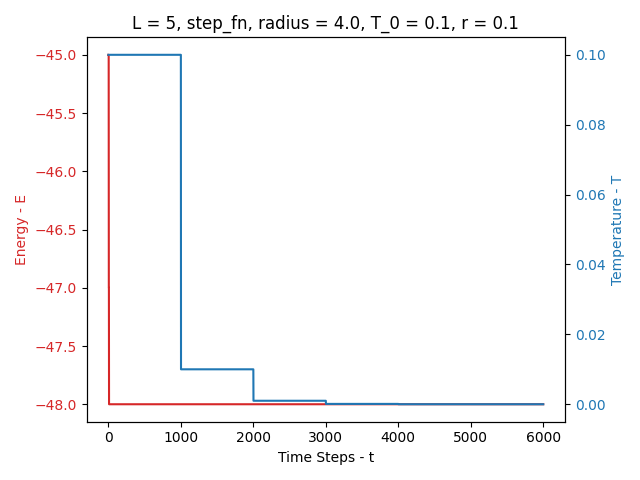 L = 5, step_fn, radius = 4.0, T_0 = 0.1, r = 0.1
−45.0
−45.5
−46.0
−46.5
−47.0
−47.5
−48.0
Energy - E
0.10
0.08
0.06
0.04
0.02
0.00
Temperature - T
0 1000 2000 3000 4000 5000 6000
Time Steps - t